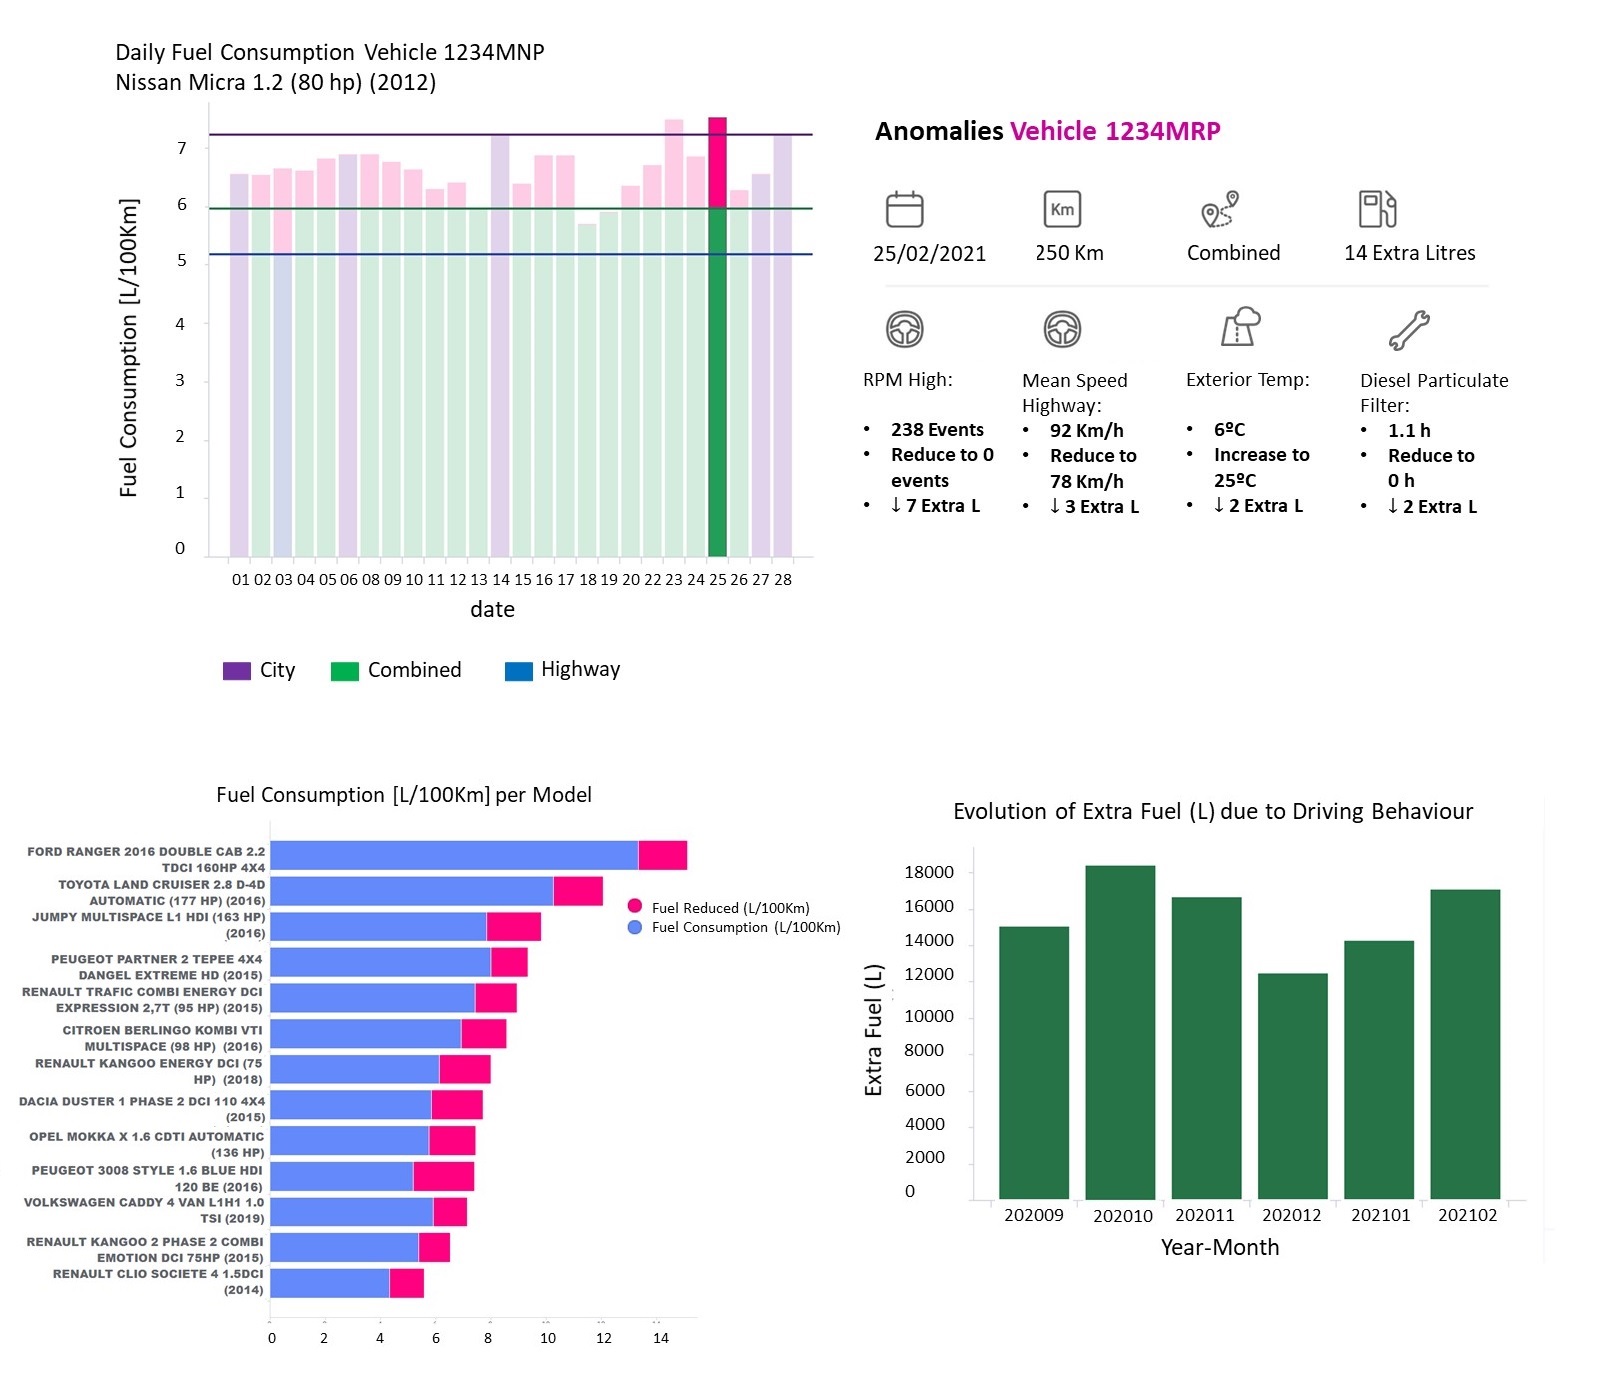 Daily Fuel Consumption Vehicle 1234MNP
Nissan Micra 1.2 (80 hp) (2012)
Fuel Consumption [L/100Km]
7
6
5
4
3
2
1
0
01 02 03 04 05 06 08 09 10 11 12 13 14 15 16 17 18 19 20 22 23 24 25 26 27 28
date
City
Combined
Highway
Anomalies Vehicle 1234MRP
Km
25/02/2021
250 Km
Combined
14 Extra Litres
RPM High:
• 238 Events
• Reduce to 0
events
• ↓ 7 Extra L
Mean Speed
Highway:
• 92 Km/h
• Reduce to
78 Km/h
• ↓ 3 Extra L
Exterior Temp:
• 6ºC
• Increase to
25ºC
• ↓ 2 Extra L
Diesel Particulate
Filter:
• 1.1 h
• Reduce to
0 h
• ↓ 2 Extra L
Fuel Consumption [L/100Km] per Model
FORD RANGER 2016 DOUBLE CAB 2.2
TDCI 160HP 4X4
TOYOTA LAND CRUISER 2.8 D-4D
AUTOMATIC (177 HP) (2016)
JUMPY MULTISPACE L1 HDI (163 HP)
(2016)
PEUGEOT PARTNER 2 TEPEE 4X4
DANGEL EXTREME HD (2015)
RENAULT TRAFIC COMBI ENERGY DCI
EXPRESSION 2,7T (95 HP) (2015)
CITROEN BERLINGO KOMBI VTI
MULTISPACE (98 HP) (2016)
RENAULT KANGOO ENERGY DCI (75
HP) (2018)
DACIA DUSTER 1 PHASE 2 DCI 110 4X4
(2015)
OPEL MOKKA X 1.6 CDTI AUTOMATIC
(136 HP)
PEUGEOT 3008 STYLE 1.6 BLUE HDI
120 BE (2016)
VOLKSWAGEN CADDY 4 VAN L1H1 1.0
TSI (2019)
RENAULT KANGOO 2 PHASE 2 COMBI
EMOTION DCI 75HP (2015)
RENAULT CLIO SOCIETE 4 1.5DCI
(2014)
0 2 4 6 8 10 12 14
Fuel Reduced (L/100Km)
Fuel Consumption (L/100Km)
Evolution of Extra Fuel (L) due to Driving Behaviour
Extra Fuel (L)
18000
16000
14000
12000
10000
8000
6000
4000
2000
0
202009 202010 202011 202012 202101 202102
Year-Month